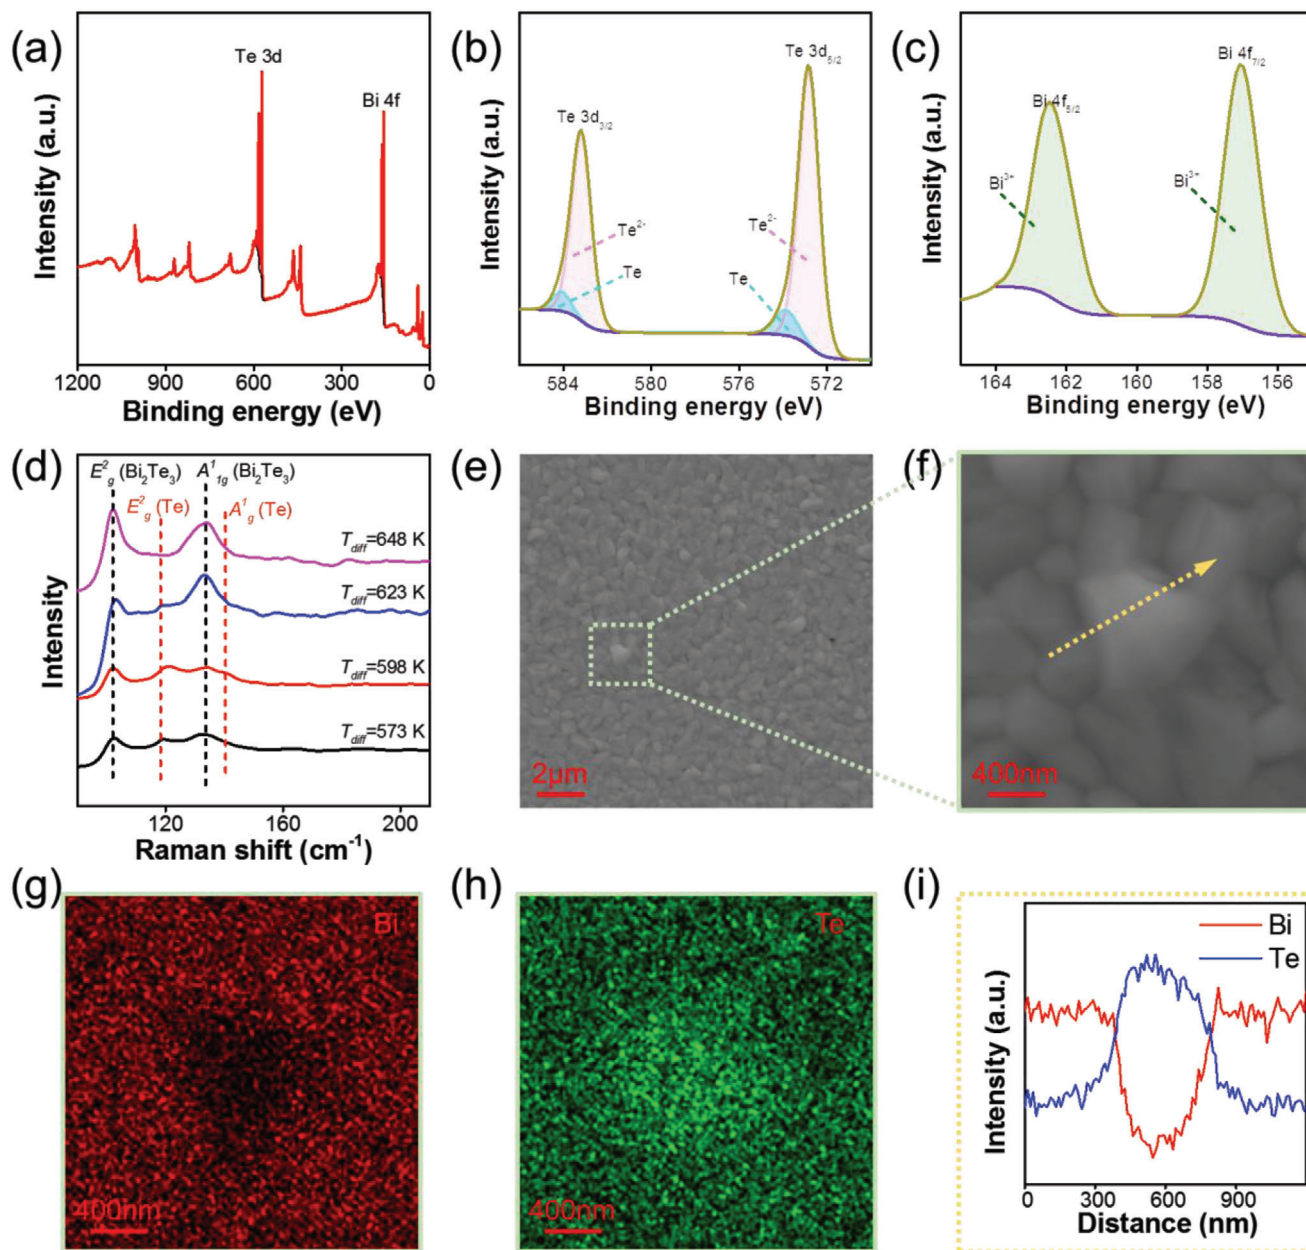 (a)
Te 3d
Bi 4f
Intensity (a.u.)
1200 900 600 300 0
Binding energy (eV)
(b)
Te 3d5/2
Te 3d3/2
Te2-
Te2-
Te
Te
Intensity (a.u.)
584 580 576 572
Binding energy (eV)
(c)
Bi 4f7/2
Bi 4f5/2
Bi3+
Bi3+
Intensity (a.u.)
164 162 160 158 156
Binding energy (eV)
(d)
E2g (Bi2Te3) A11g (Bi2Te3)
E2g (Te) A1g (Te)
Tdiff=648 K
Tdiff=623 K
Tdiff=598 K
Tdiff=573 K
Intensity
120 160 200
Raman shift (cm-1)
(e)
2μm
(f)
400nm
(g)
Bi
400nm
(h)
Te
400nm
(i)
Bi
Te
Intensity (a.u.)
0 300 600 900
Distance (nm)